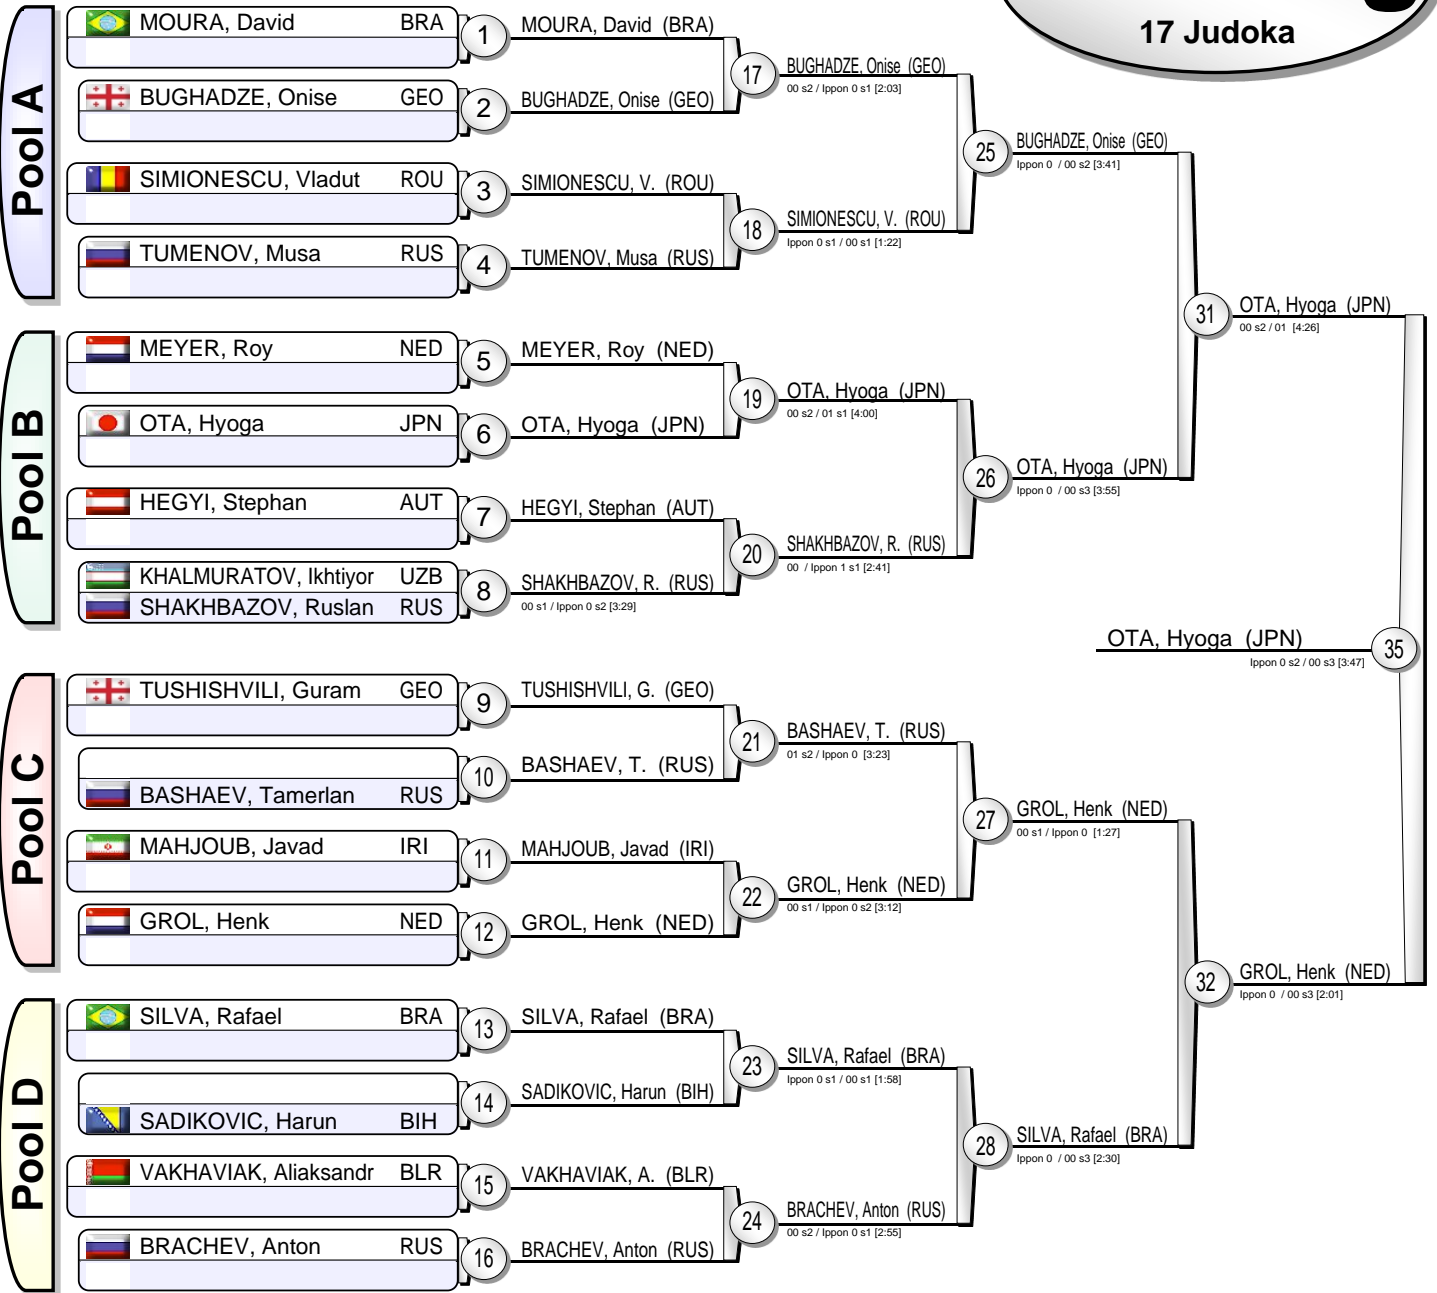 17 Judoka
Pool A
MOURA, David BRA
1
MOURA, David (BRA)
BUGHADZE, Onise GEO
2
BUGHADZE, Onise (GEO)
17
BUGHADZE, Onise (GEO)
00 s2 / Ippon 0 s1 [2:03]
SIMIONESCU, Vladut ROU
3
SIMIONESCU, V. (ROU)
TUMENOV, Musa RUS
4
TUMENOV, Musa (RUS)
18
SIMIONESCU, V. (ROU)
Ippon 0 s1 / 00 s1 [1:22]
25
BUGHADZE, Onise (GEO)
Ippon 0 / 00 s2 [3:41]
Pool B
MEYER, Roy NED
5
MEYER, Roy (NED)
OTA, Hyoga JPN
6
OTA, Hyoga (JPN)
19
OTA, Hyoga (JPN)
00 s2 / 01 s1 [4:00]
HEGYI, Stephan AUT
7
HEGYI, Stephan (AUT)
KHALMURATOV, Ikhtiyor UZB
SHAKHBAZOV, Ruslan RUS
8
SHAKHBAZOV, R. (RUS)
00 s1 / Ippon 0 s2 [3:29]
20
SHAKHBAZOV, R. (RUS)
00 / Ippon 1 s1 [2:41]
26
OTA, Hyoga (JPN)
Ippon 0 / 00 s3 [3:55]
31
OTA, Hyoga (JPN)
00 s2 / 01 [4:26]
OTA, Hyoga (JPN)
Ippon 0 s2 / 00 s3 [3:47]
35
Pool C
TUSHISHVILI, Guram GEO
9
TUSHISHVILI, G. (GEO)
BASHAEV, Tamerlan RUS
10
BASHAEV, T. (RUS)
21
BASHAEV, T. (RUS)
01 s2 / Ippon 0 [3:23]
MAHJOUB, Javad IRI
11
MAHJOUB, Javad (IRI)
GROL, Henk NED
12
GROL, Henk (NED)
22
GROL, Henk (NED)
00 s1 / Ippon 0 s2 [3:12]
27
GROL, Henk (NED)
00 s1 / Ippon 0 [1:27]
Pool D
SILVA, Rafael BRA
13
SILVA, Rafael (BRA)
SADIKOVIC, Harun BIH
14
SADIKOVIC, Harun (BIH)
23
SILVA, Rafael (BRA)
Ippon 0 s1 / 00 s1 [1:58]
VAKHAVIAK, Aliaksandr BLR
15
VAKHAVIAK, A. (BLR)
BRACHEV, Anton RUS
16
BRACHEV, Anton (RUS)
24
BRACHEV, Anton (RUS)
00 s2 / Ippon 0 s1 [2:55]
28
SILVA, Rafael (BRA)
Ippon 0 / 00 s3 [2:30]
32
GROL, Henk (NED)
Ippon 0 / 00 s3 [2:01]